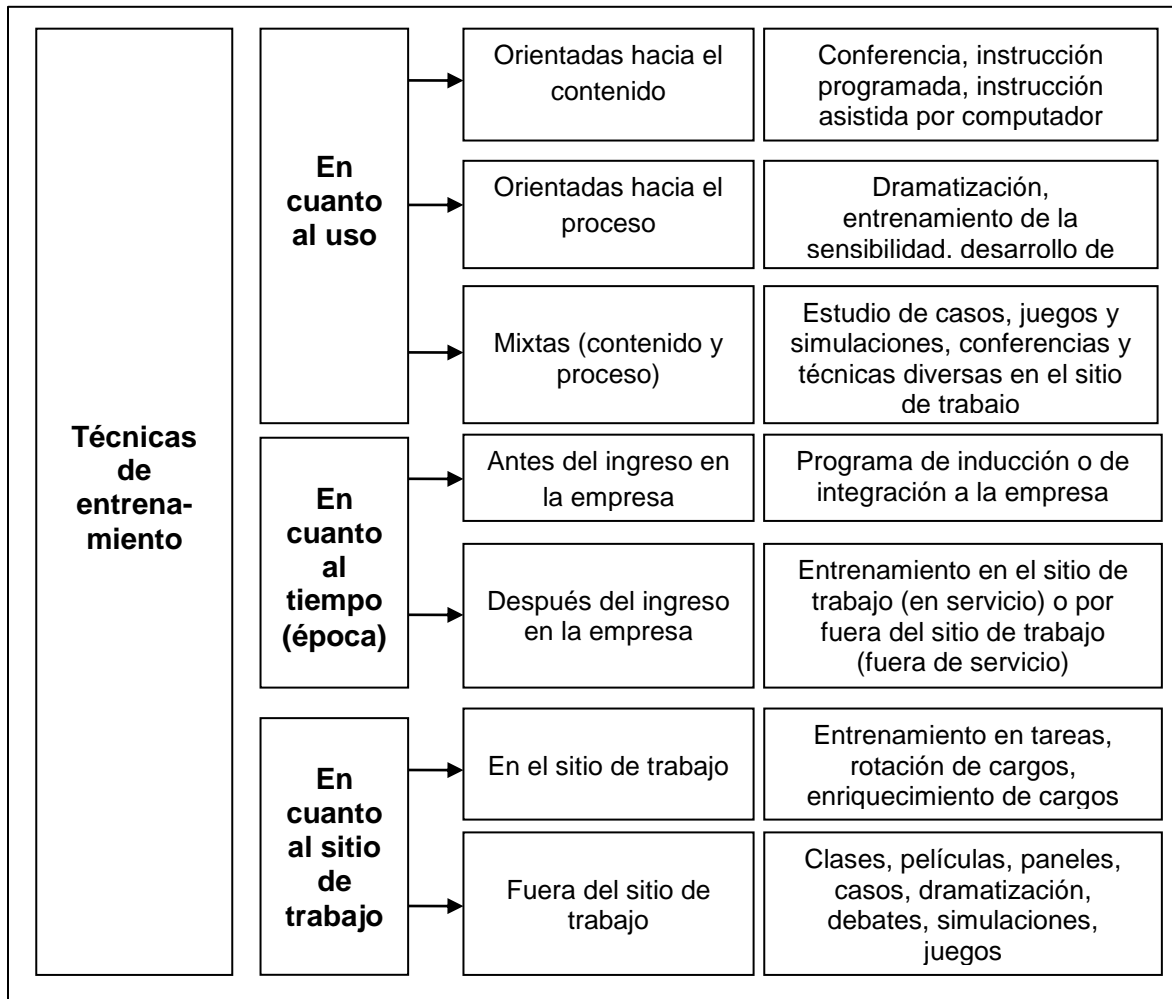 Técnicas
de
entrena-
miento
En
cuanto
al uso
Orientadas hacia el
contenido
Conferencia, instrucción
programada, instrucción
asistida por computador
Orientadas hacia el
proceso
Dramatización,
entrenamiento de la
sensibilidad, desarrollo de
Mixtas (contenido y
proceso)
Estudio de casos, juegos y
simulaciones, conferencias y
técnicas diversas en el sitio
de trabajo
En
cuanto
al
tiempo
(época)
Antes del ingreso en
la empresa
Programa de inducción o de
integración a la empresa
Después del ingreso
en la empresa
Entrenamiento en el sitio de
trabajo (en servicio) o por
fuera del sitio de trabajo
(fuera de servicio)
En
cuanto
al sitio
de
trabajo
En el sitio de trabajo
Entrenamiento en tareas,
rotación de cargos,
enriquecimiento de cargos
Fuera del sitio de
trabajo
Clases, películas, paneles,
casos, dramatización,
debates, simulaciones,
juegos